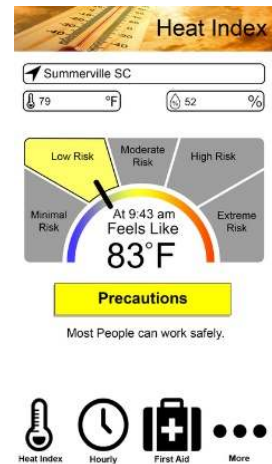 Heat Index
Summerville SC
79 °F
52 %
Low Risk
Moderate
Risk
High Risk
Minimal
Risk
Extreme
Risk
At 9:43 am
Feels Like
83°F
Precautions
Most People can work safely.
Heat Index
Hourly
First Aid
More